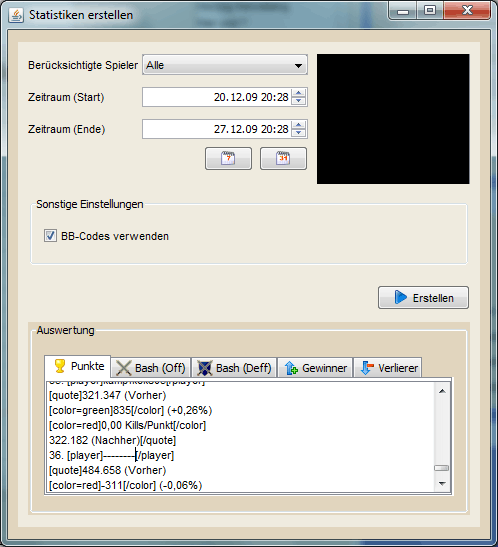 Statistiken erstellen
Berücksichtigte Spieler Alle
Zeitraum (Start) 20.12.09 20:28
Zeitraum (Ende) 27.12.09 20:28
7 31
Sonstige Einstellungen
BB-Codes verwenden
Erstellen
Auswertung
Punkte Bash (Off) Bash (Deff) Gewinner Verlierer
[quote]321.347 (Vorher)
[color=green]835[/color] (+0,26%)
[color=red]0,00 Kills/Punkt[/color]
322.182 (Nachher)[/quote]
36. [player]--------[/player]
[quote]484.658 (Vorher)
[color=red]-311[/color] (-0,06%)